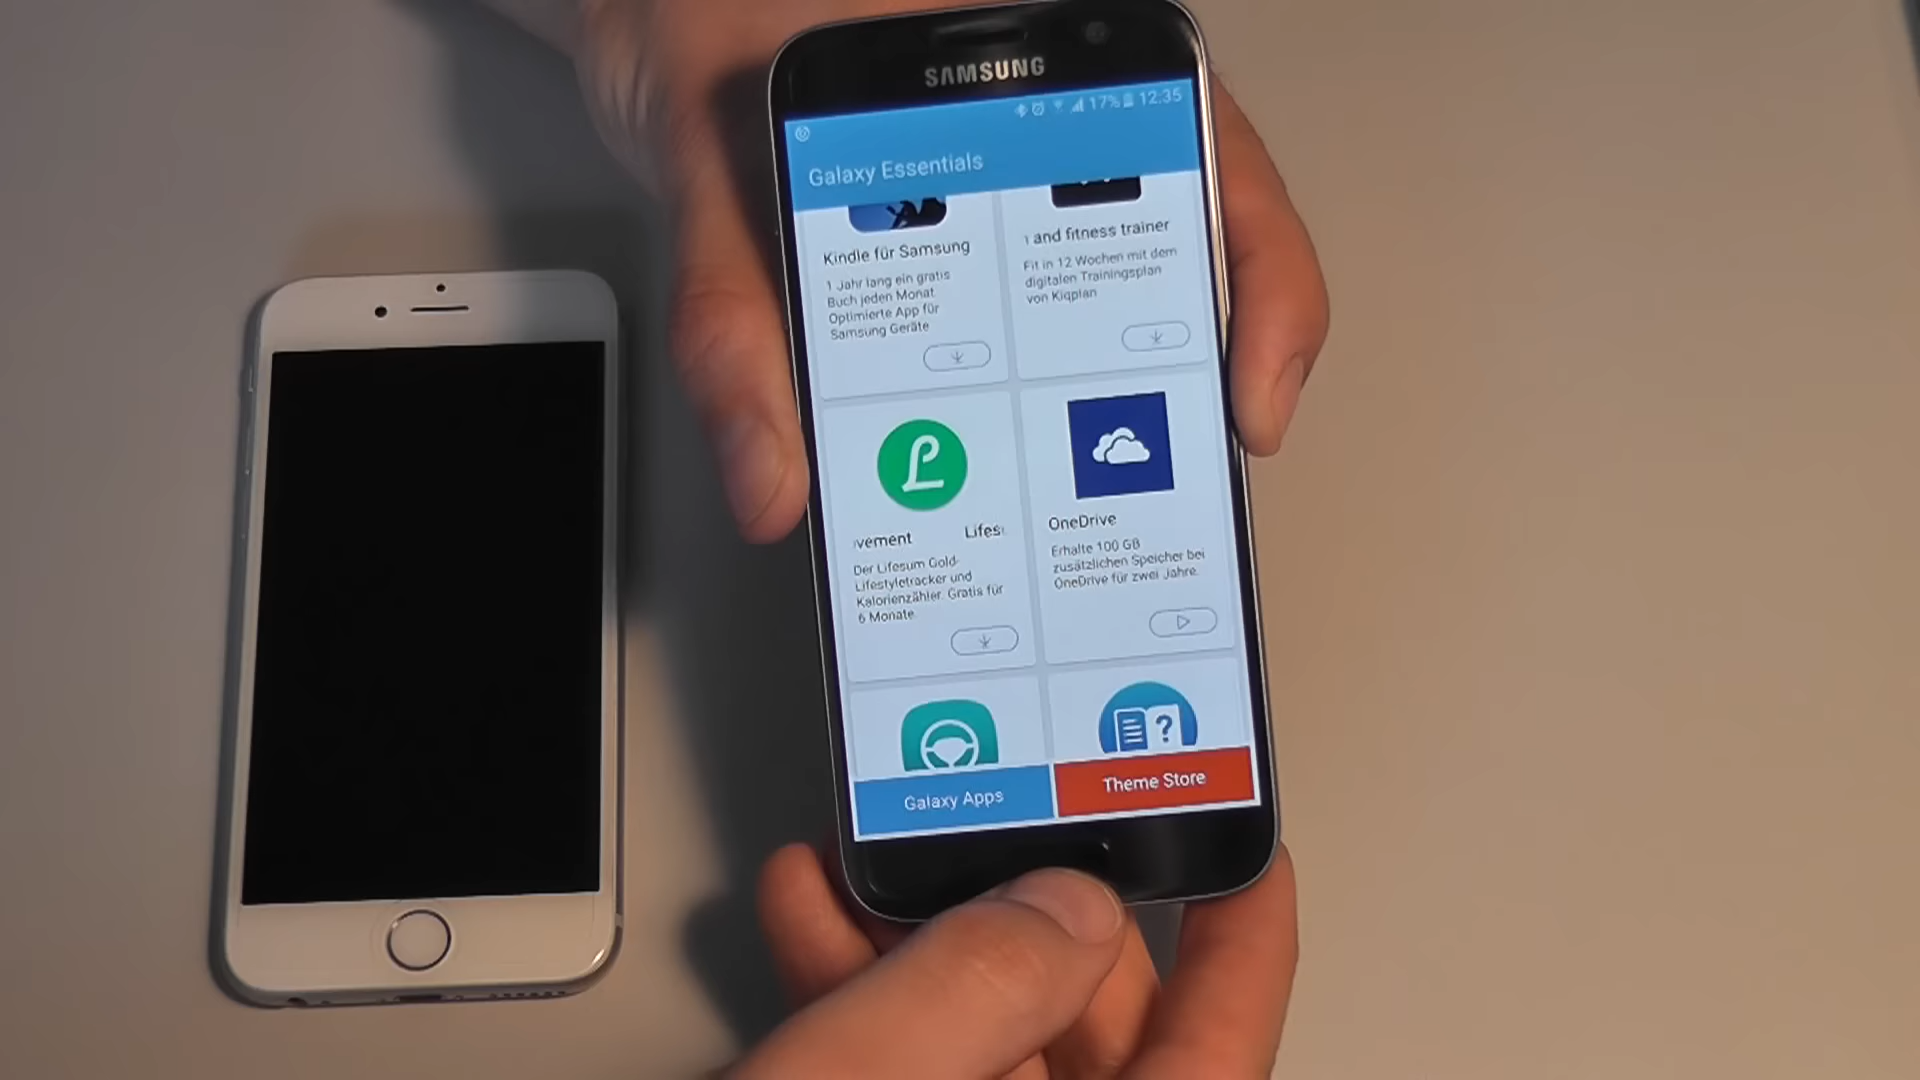 SAMSUNG
17% 12:35
Galaxy Essentials
Kindle für Samsung
1 Jahr lang ein gratis
Buch jeden Monat
Optimierte App für
Samsung Geräte
and fitness trainer
Fit in 12 Wochen mit dem
digitalen Trainingsplan
von Kiqplan
vement Lifes
Der Lifesum Gold-
Lifestyletracker und
Kalorienzähler. Gratis für
6 Monate
OneDrive
Erhalte 100 GB
zusätzlichen Speicher bei
OneDrive für zwei Jahre.
?
Galaxy Apps
Theme Store